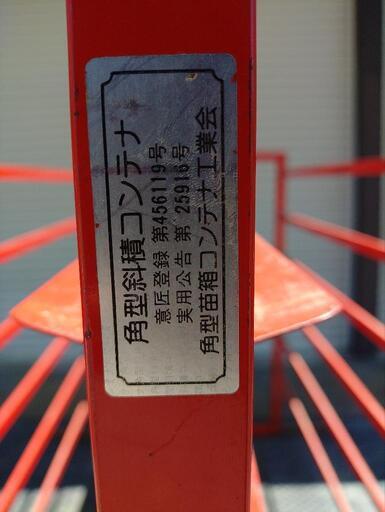 角型斜積コンテナ
意匠登録 第456119号
実用公告 第 25916号
角型苗箱コンテナ工業会